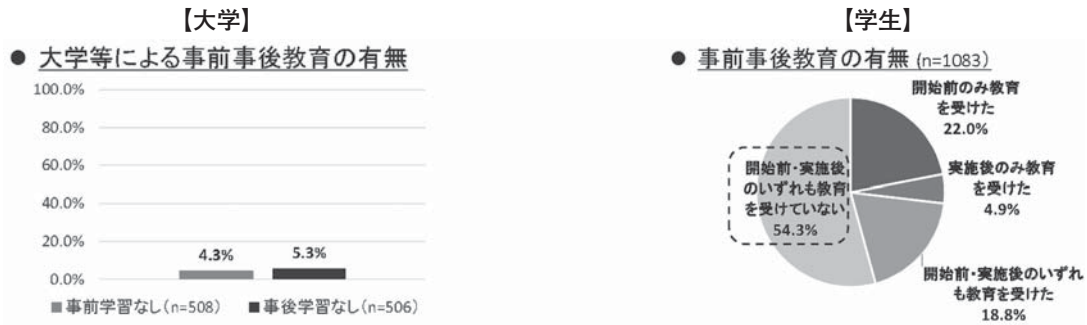 【大学】
● 大学等による事前事後教育の有無
100.0%
80.0%
60.0%
40.0%
20.0%
0.0%
4.3%
5.3%
■事前学習なし(n=508) ■事後学習なし(n=506)
【学生】
● 事前事後教育の有無 (n=1083)
開始前のみ教育
を受けた
22.0%
実施後のみ教育
を受けた
4.9%
開始前・実施後のいずれ
も教育を受けた
18.8%
開始前・実施後
のいずれも教育
を受けていない
54.3%